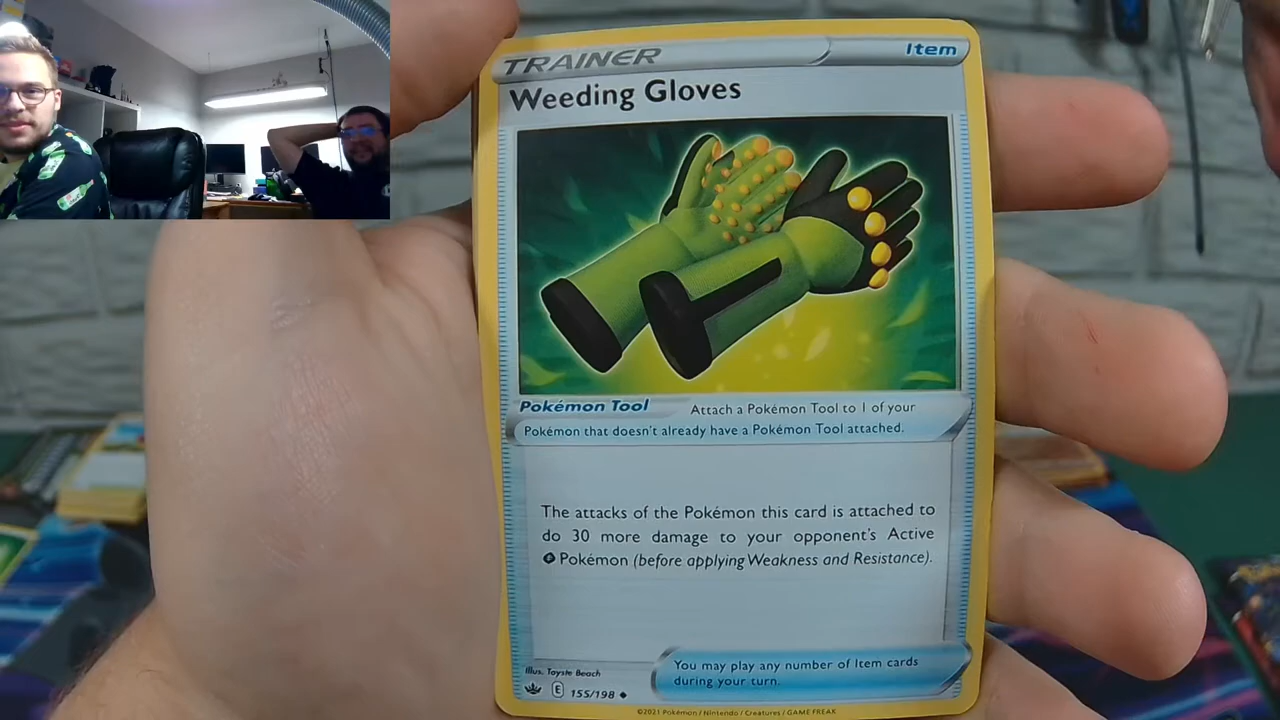 TRAINER
Item
Weeding Gloves
Pokémon Tool Attach a Pokémon Tool to 1 of your
Pokémon that doesn't already have a Pokémon Tool attached.
The attacks of the Pokémon this card is attached to
do 30 more damage to your opponent's Active
Pokémon (before applying Weakness and Resistance).
You may play any number of Item cards
during your turn.
Illus. Toyste Beach
E 155/198
©2021 Pokémon / Nintendo / Creatures / GAME FREAK